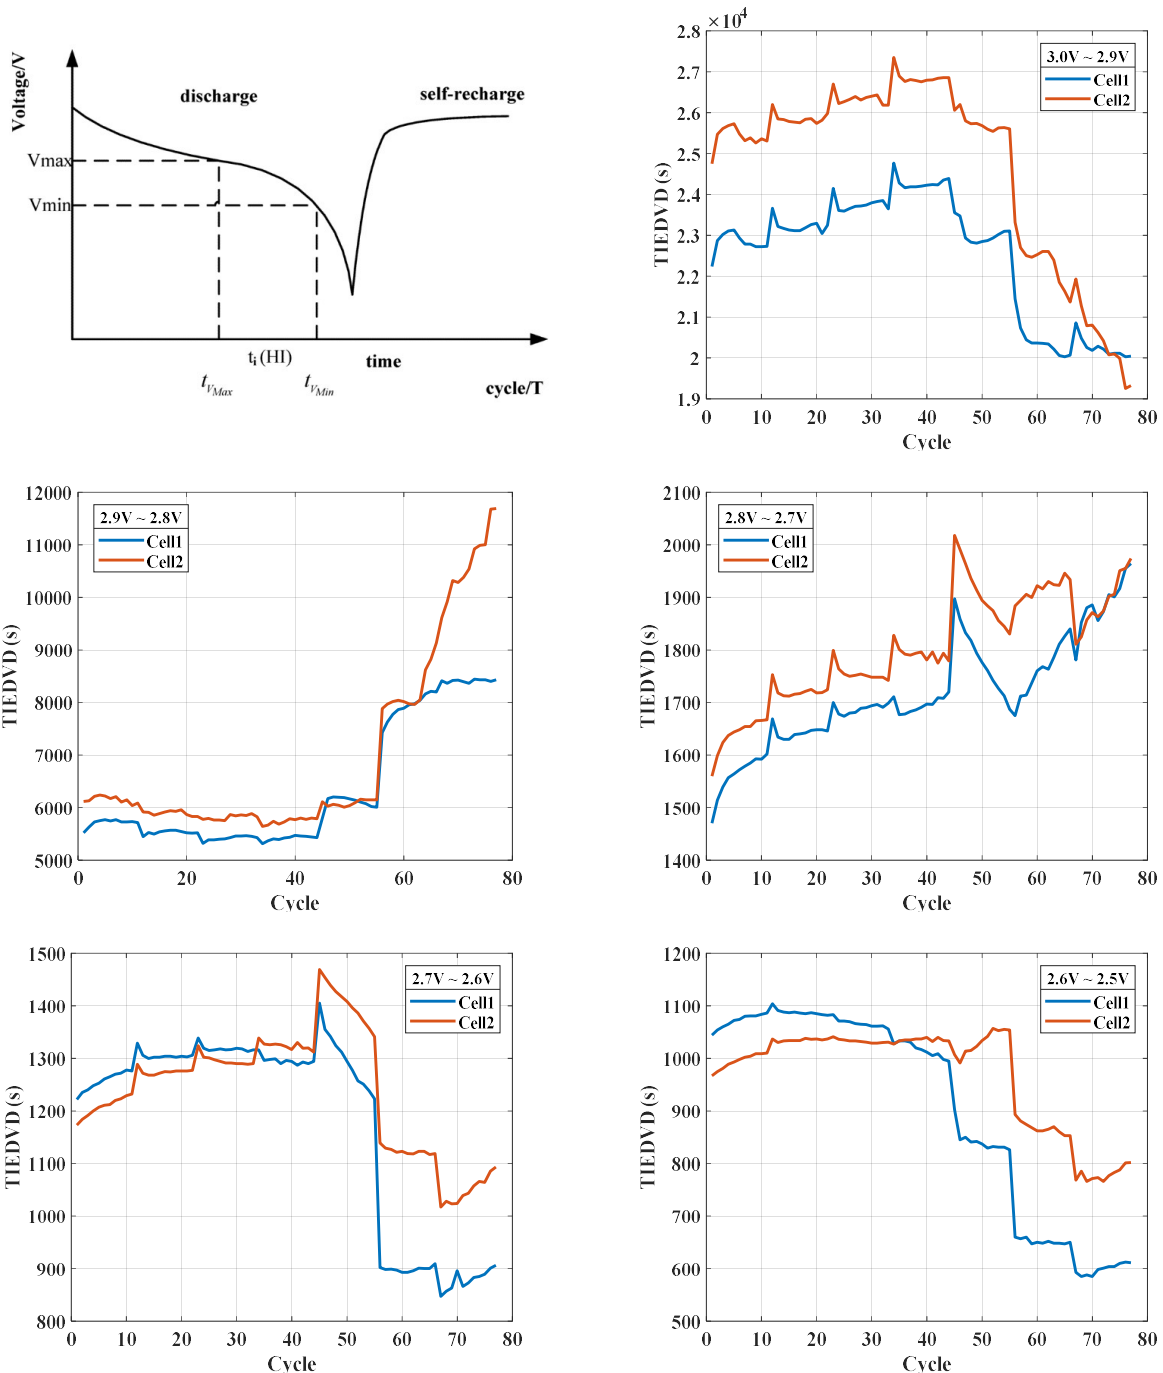 Voltage/V
discharge
self-recharge
Vmax
Vmin
tᵢ (HI)
time
t_{V_{Max}}
t_{V_{Min}}
cycle/T
×10⁴
2.8
2.7
2.6
2.5
2.4
2.3
2.2
2.1
2
1.9
0 10 20 30 40 50 60 70 80
Cycle
TIEDVD (s)
3.0V ~ 2.9V
Cell1
Cell2
12000
11000
10000
9000
8000
7000
6000
5000
0 20 40 60 80
Cycle
TIEDVD (s)
2.9V ~ 2.8V
Cell1
Cell2
2100
2000
1900
1800
1700
1600
1500
1400
0 10 20 30 40 50 60 70 80
Cycle
TIEDVD (s)
2.8V ~ 2.7V
Cell1
Cell2
1500
1400
1300
1200
1100
1000
900
800
0 10 20 30 40 50 60 70 80
Cycle
TIEDVD (s)
2.7V ~ 2.6V
Cell1
Cell2
1200
1100
1000
900
800
700
600
500
0 10 20 30 40 50 60 70 80
Cycle
TIEDVD (s)
2.6V ~ 2.5V
Cell1
Cell2